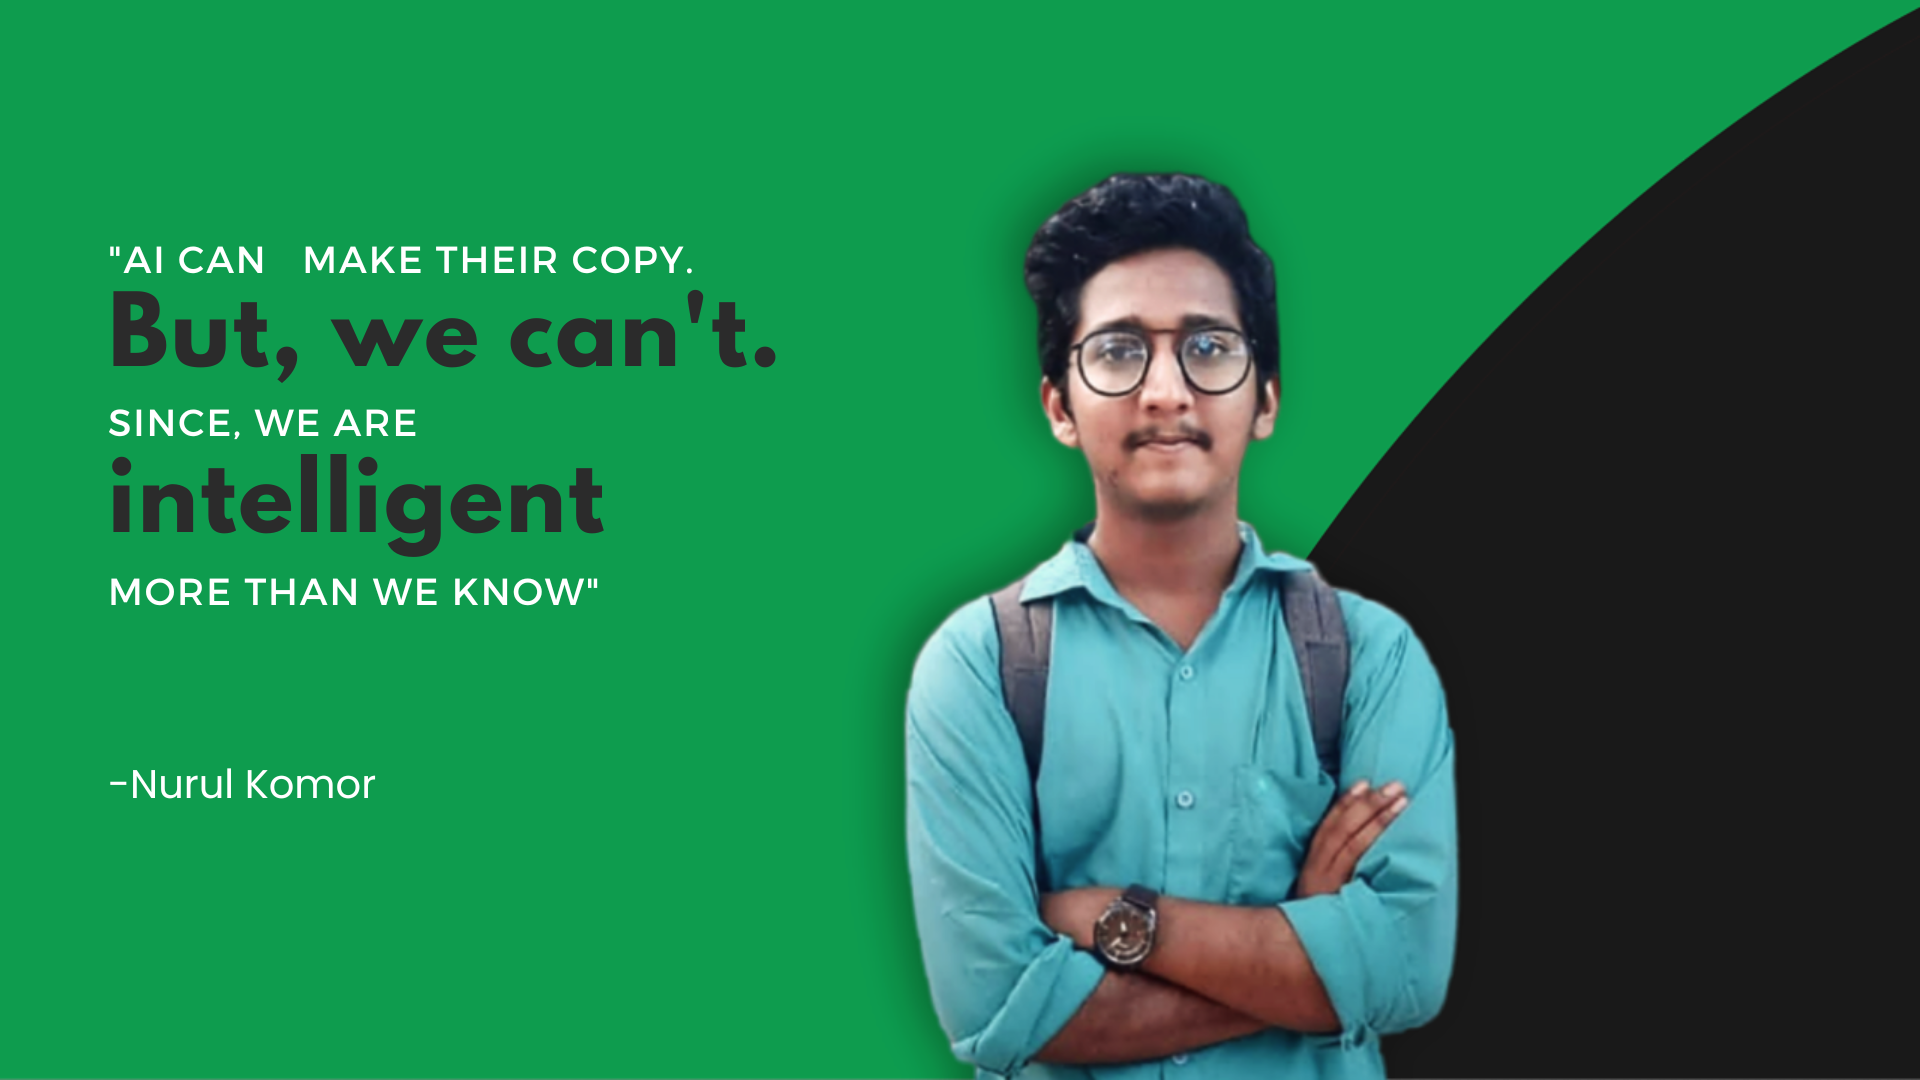 "AI CAN MAKE THEIR COPY.
But, we can't.
SINCE, WE ARE
intelligent
MORE THAN WE KNOW"
-Nurul Komor